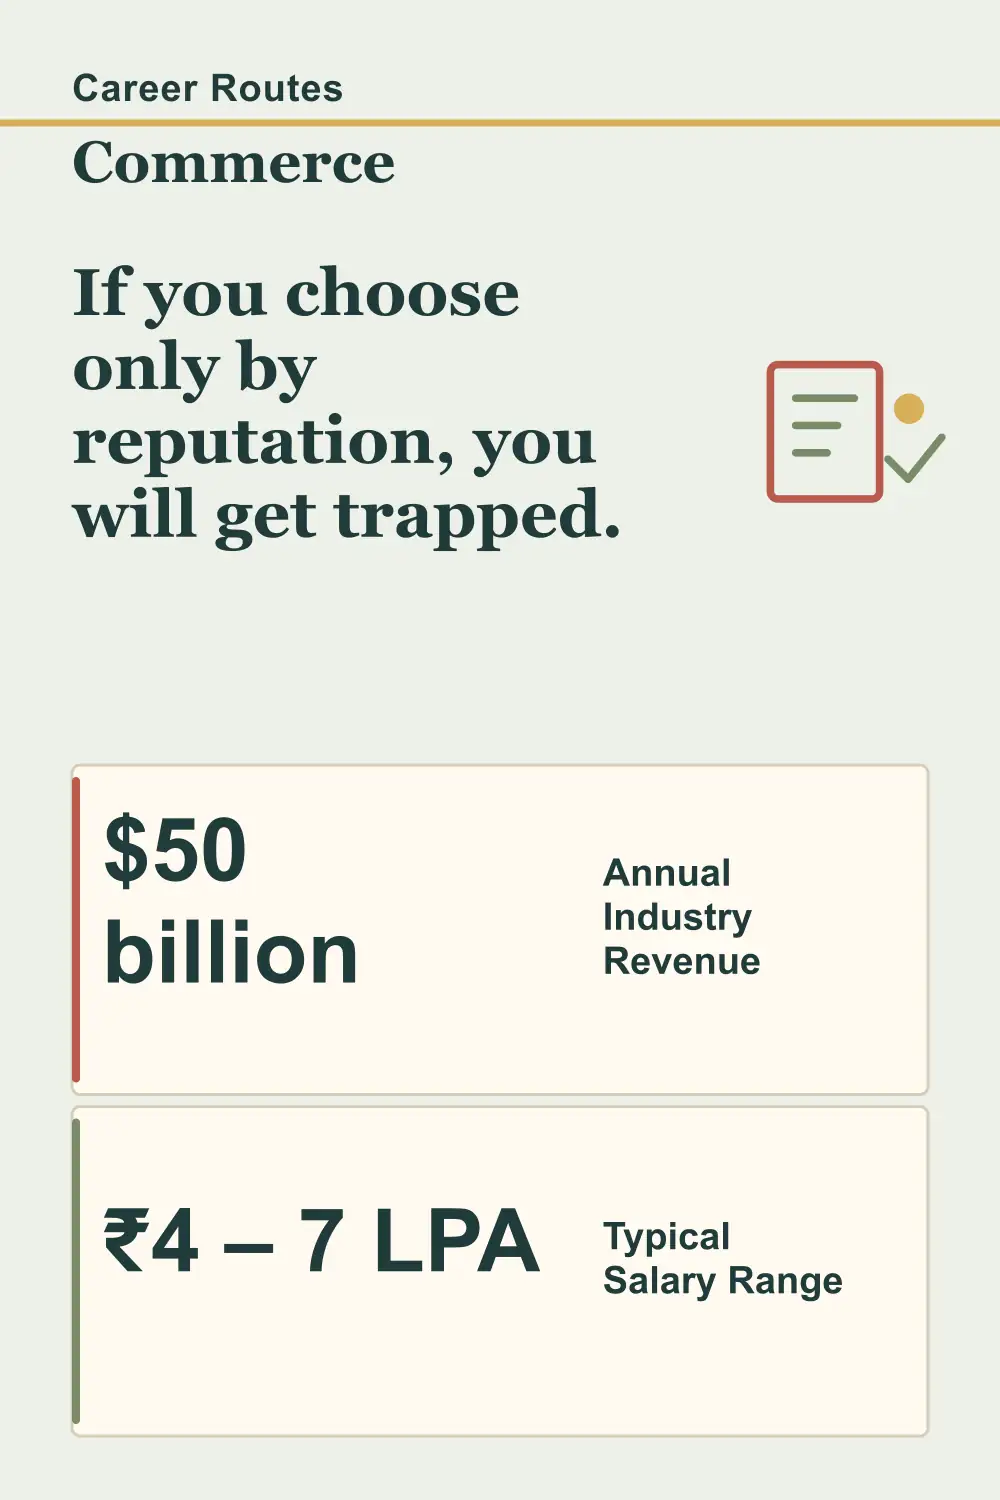 Career Routes
Commerce
If you choose
only by
reputation, you
will get trapped.
$50
billion
Annual
Industry
Revenue
₹4 – 7 LPA
Typical
Salary Range